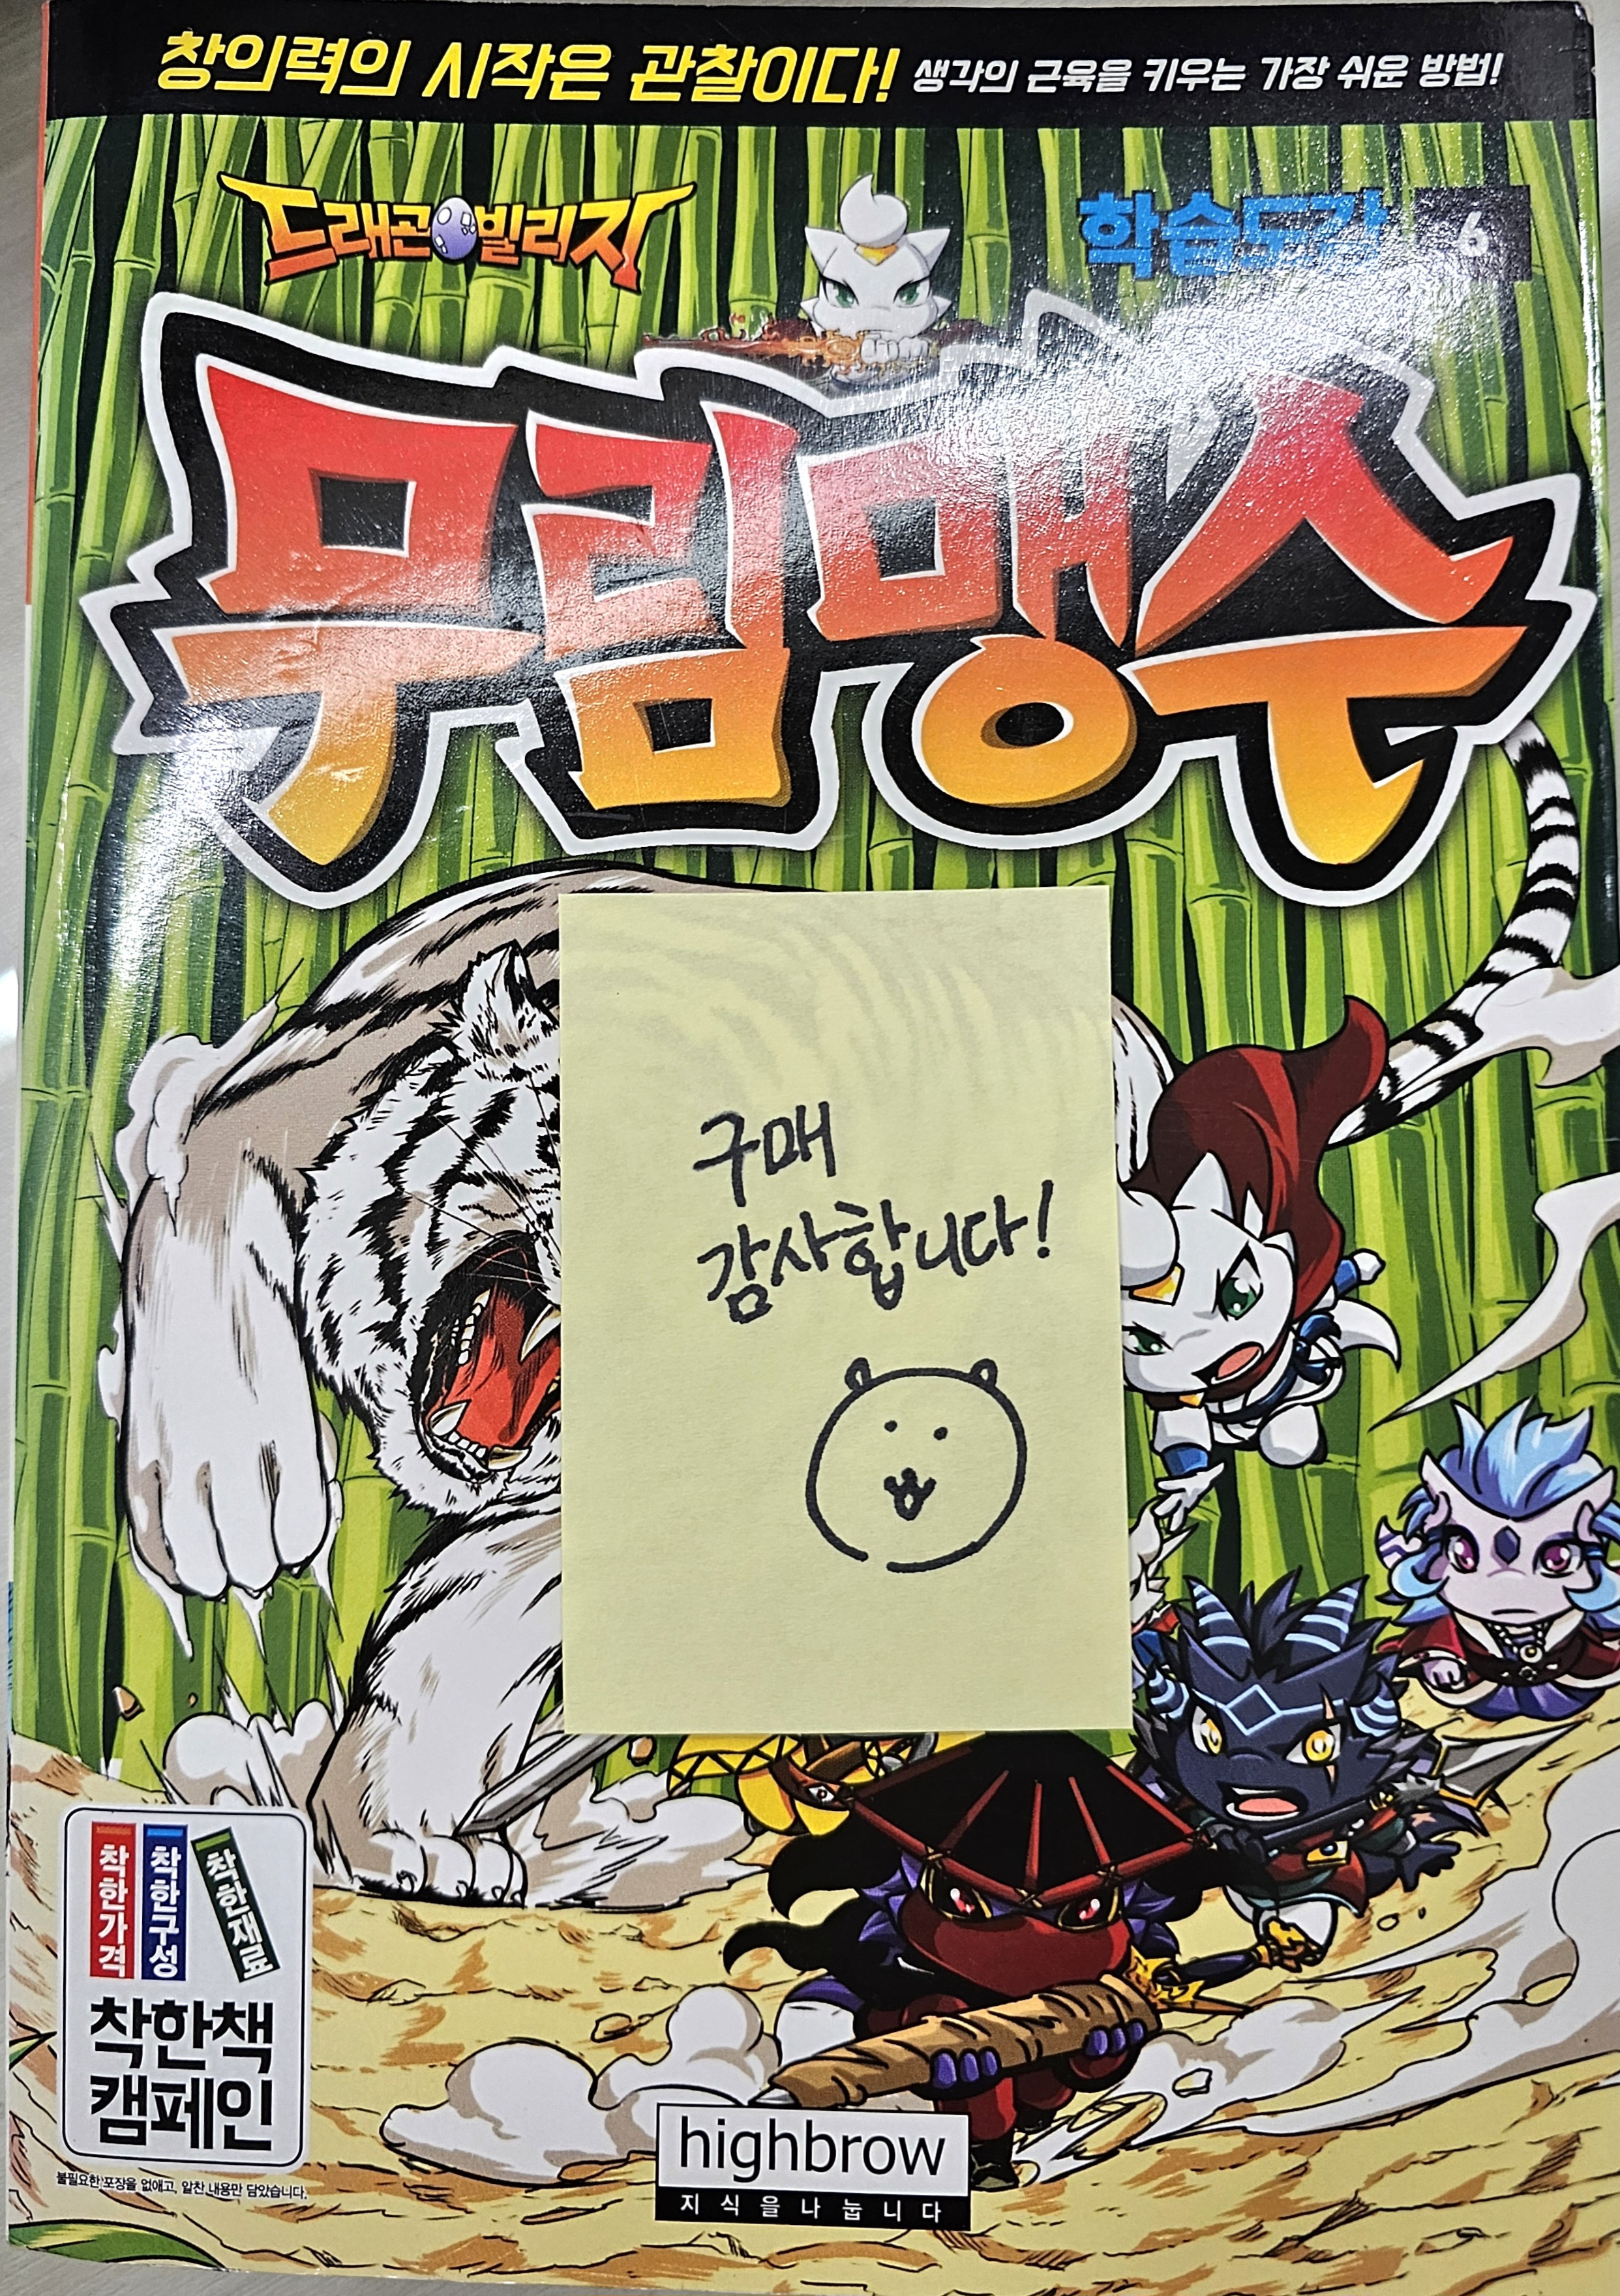 창의력의 시작은 관찰이다! 생각의 근육을 키우는 가장 쉬운 방법!
드래곤빌리지
학습도감 6
무림맹수
구매
감사합니다!
착한가격
착한구성
착한재료
착한책
캠페인
불필요한 포장을 없애고, 알찬 내용만 담았습니다.
highbrow
지식을나눕니다